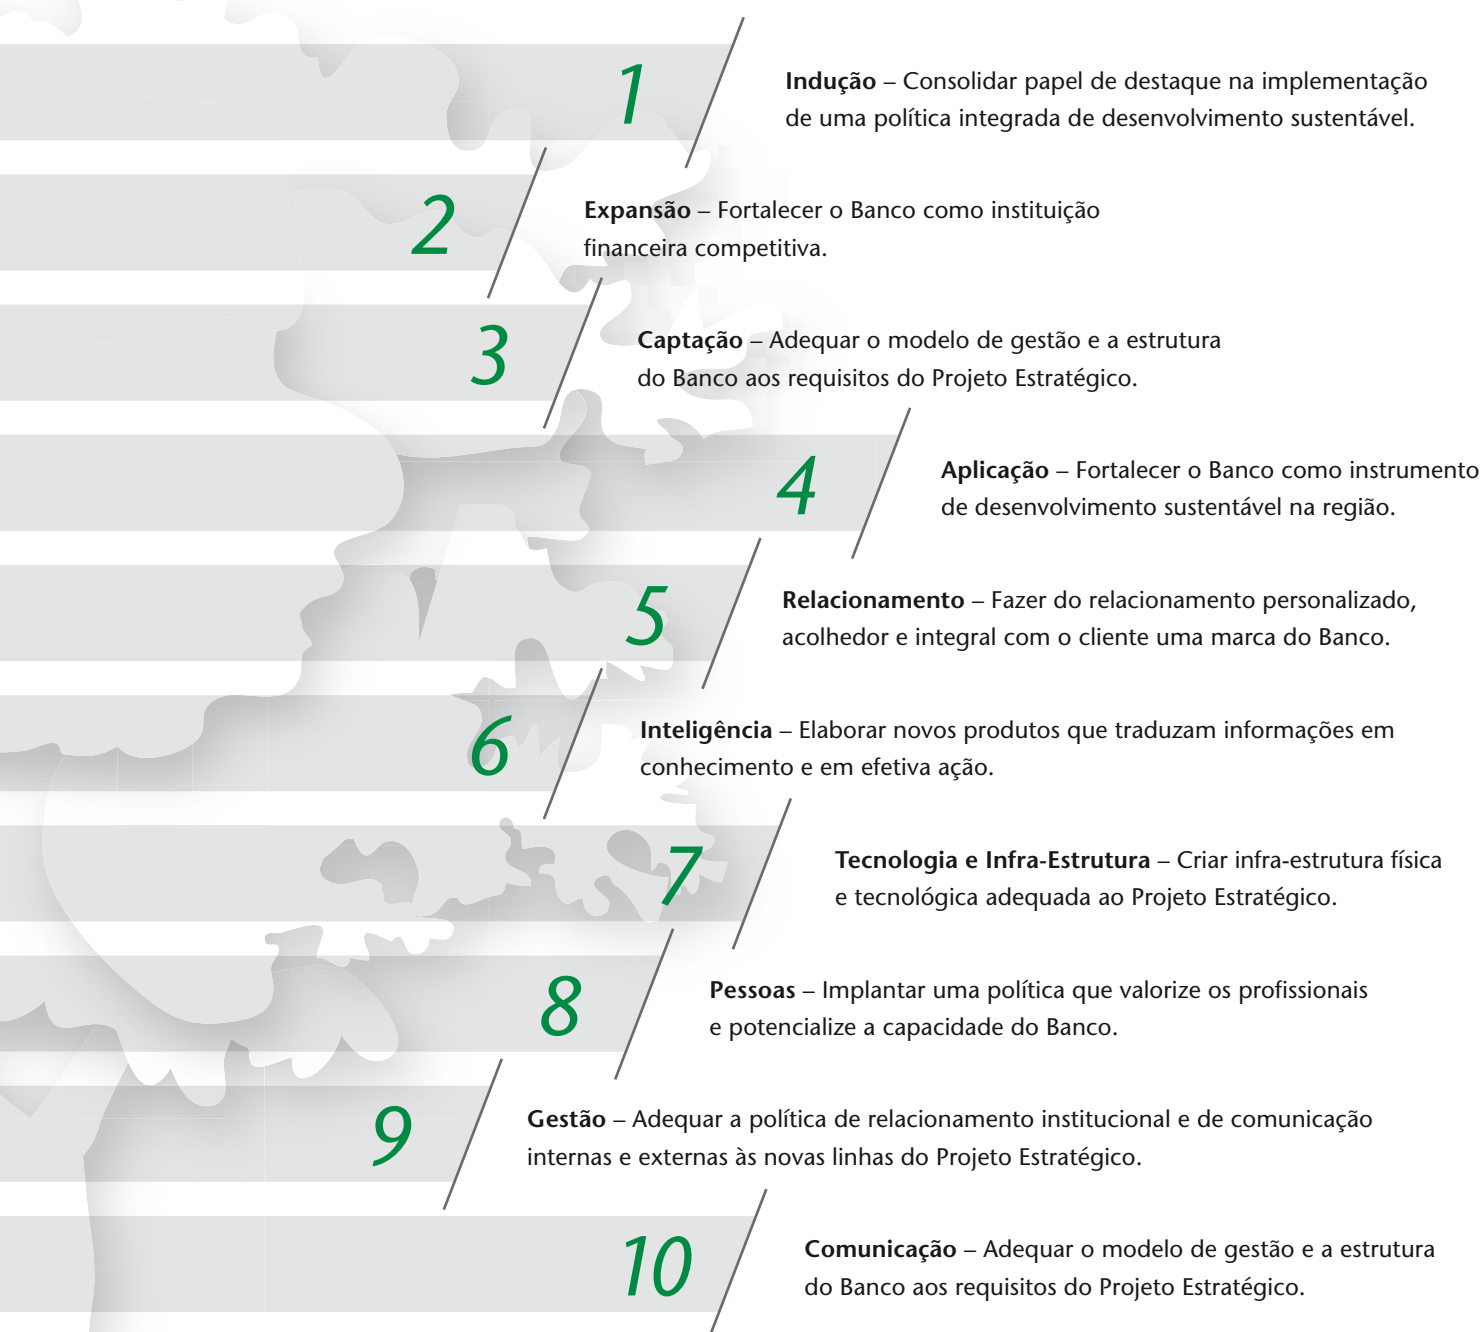 1
Indução – Consolidar papel de destaque na implementação
de uma política integrada de desenvolvimento sustentável.
2
Expansão – Fortalecer o Banco como instituição
financeira competitiva.
3
Captação – Adequar o modelo de gestão e a estrutura
do Banco aos requisitos do Projeto Estratégico.
4
Aplicação – Fortalecer o Banco como instrumento
de desenvolvimento sustentável na região.
5
Relacionamento – Fazer do relacionamento personalizado,
acolhedor e integral com o cliente uma marca do Banco.
6
Inteligência – Elaborar novos produtos que traduzam informações em
conhecimento e em efetiva ação.
7
Tecnologia e Infra-Estrutura – Criar infra-estrutura física
e tecnológica adequada ao Projeto Estratégico.
8
Pessoas – Implantar uma política que valorize os profissionais
e potencialize a capacidade do Banco.
9
Gestão – Adequar a política de relacionamento institucional e de comunicação
internas e externas às novas linhas do Projeto Estratégico.
10
Comunicação – Adequar o modelo de gestão e a estrutura
do Banco aos requisitos do Projeto Estratégico.